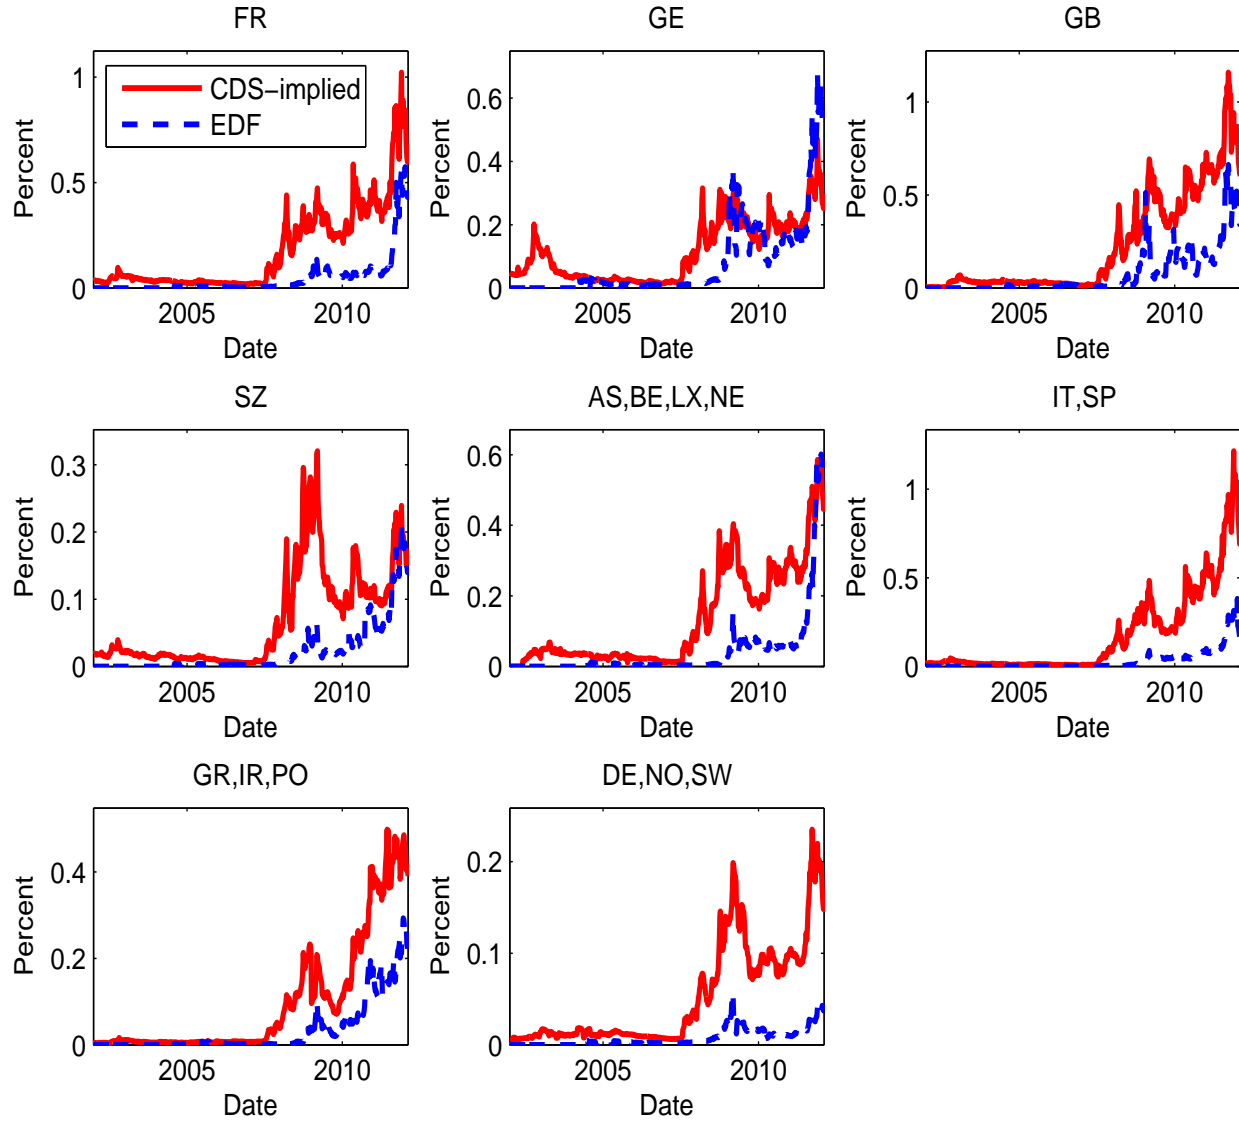 FR
GE
GB
Percent
1
0.5
0
CDS−implied
EDF
2005
2010
Date
Percent
0.6
0.4
0.2
0
2005
2010
Date
Percent
1
0.5
0
2005
2010
Date
SZ
AS,BE,LX,NE
IT,SP
Percent
0.3
0.2
0.1
0
2005
2010
Date
Percent
0.6
0.4
0.2
0
2005
2010
Date
Percent
1
0.5
0
2005
2010
Date
GR,IR,PO
DE,NO,SW
Percent
0.4
0.2
0
2005
2010
Date
Percent
0.2
0.1
0
2005
2010
Date